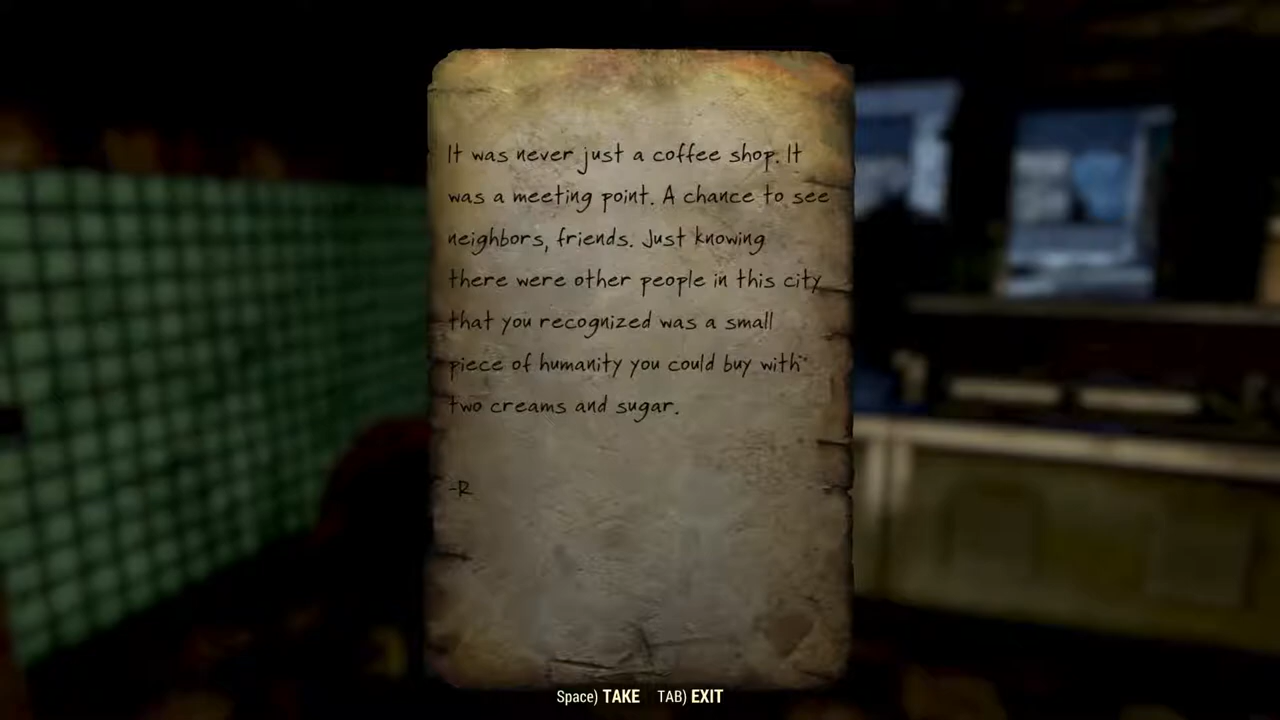 It was never just a coffee shop. It
was a meeting point. A chance to see
neighbors, friends. Just knowing
there were other people in this city
that you recognized was a small
piece of humanity you could buy with
two creams and sugar.
-R
Space) TAKE TAB) EXIT